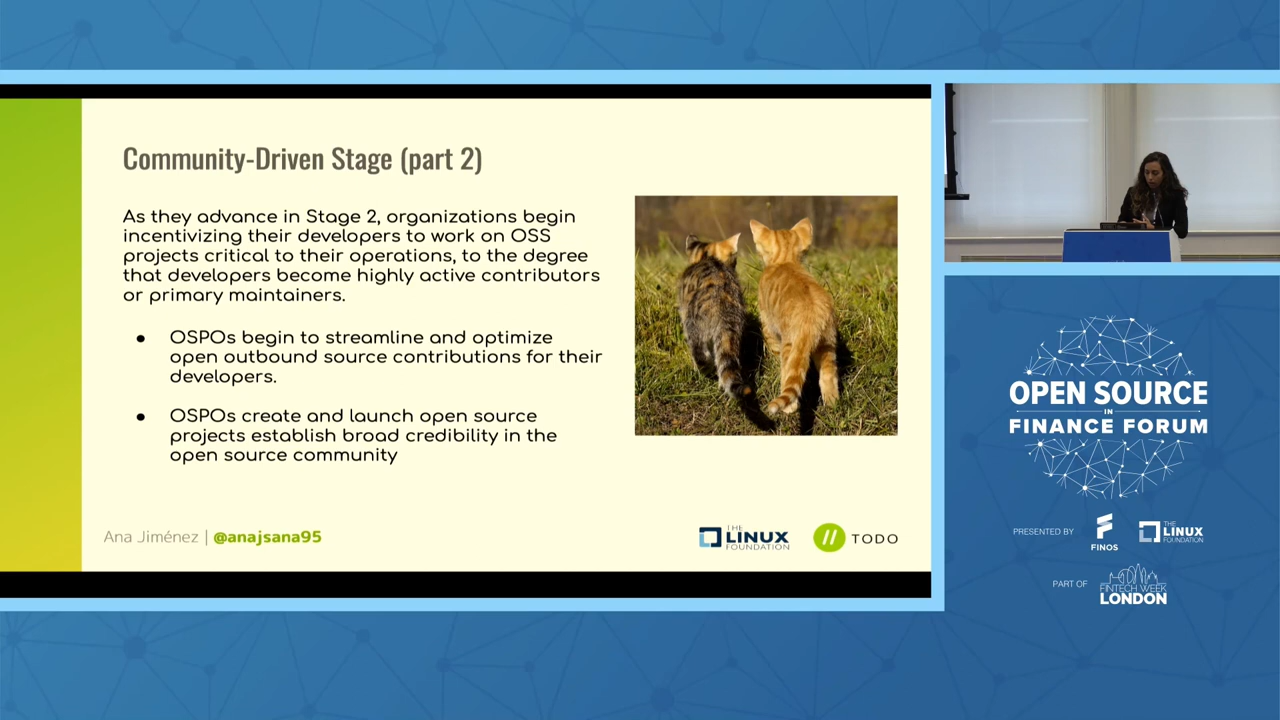 Community-Driven Stage (part 2)
As they advance in Stage 2, organizations begin
incentivizing their developers to work on OSS
projects critical to their operations, to the degree
that developers become highly active contributors
or primary maintainers.
● OSPOs begin to streamline and optimize
open outbound source contributions for their
developers.
● OSPOs create and launch open source
projects establish broad credibility in the
open source community
Ana Jiménez | @anajsana95
THE
LINUX
FOUNDATION
// TODO
OPEN SOURCE
IN
FINANCE FORUM
PRESENTED BY
FINOS
THE
LINUX
FOUNDATION
PART OF
FINTECH WEEK
LONDON